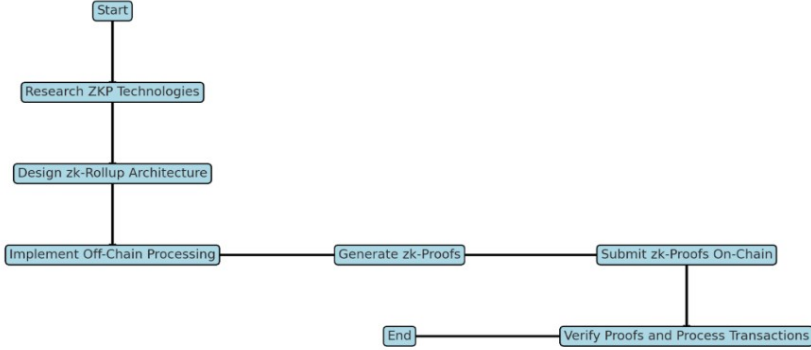 Start
Research ZKP Technologies
Design zk-Rollup Architecture
Implement Off-Chain Processing
Generate zk-Proofs
Submit zk-Proofs On-Chain
Verify Proofs and Process Transactions
End